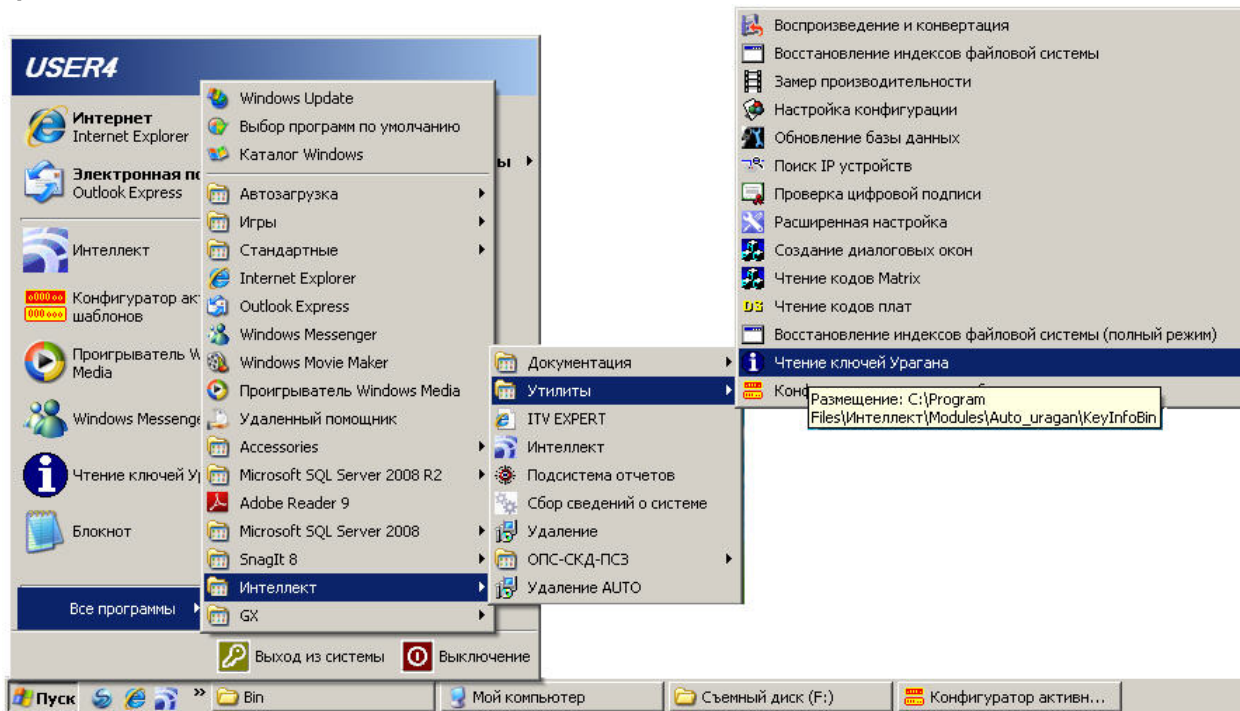 USER4
Интернет
Internet Explorer
Электронная по
Outlook Express
Интеллект
Конфигуратор ак
шаблонов
Проигрыватель W
Media
Windows Messenge
Чтение ключей У
Блокнот
Все программы
Windows Update
Выбор программ по умолчанию
Каталог Windows
ы
Автозагрузка
Игры
Стандартные
Internet Explorer
Outlook Express
Windows Messenger
Windows Movie Maker
Проигрыватель Windows Media
Удаленный помощник
Accessories
Microsoft SQL Server 2008 R2
Adobe Reader 9
Microsoft SQL Server 2008
SnagIt 8
Интеллект
GX
Документация
Утилиты
ITV EXPERT
Интеллект
Подсистема отчетов
Сбор сведений о системе
Удаление
ОПС-СКД-ПСЗ
Удаление AUTO
Воспроизведение и конвертация
Восстановление индексов файловой системы
Замер производительности
Настройка конфигурации
Обновление базы данных
Поиск IP устройств
Проверка цифровой подписи
Расширенная настройка
Создание диалоговых окон
Чтение кодов Matrix
Чтение кодов плат
Восстановление индексов файловой системы (полный режим)
Чтение ключей Урагана
Кон
Размещение: C:\Program
Files\Интеллект\Modules\Auto_uragan\KeyInfoBin
Выход из системы
Выключение
Пуск
»
Bin
Мой компьютер
Съемный диск (F:)
Конфигуратор активн...